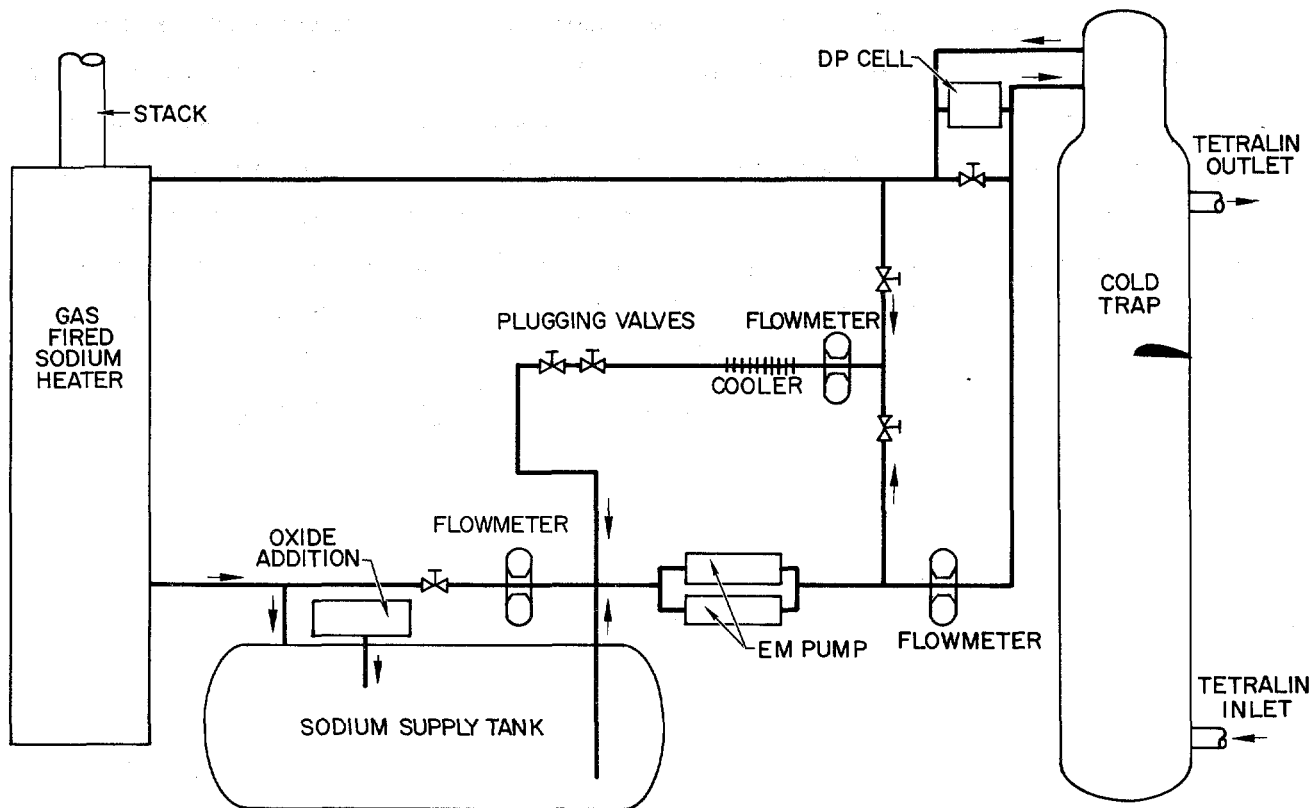 DP CELL
STACK
TETRALIN
OUTLET
COLD
TRAP
GAS
FIRED
SODIUM
HEATER
PLUGGING VALVES
FLOWMETER
COOLER
OXIDE
ADDITION
FLOWMETER
EM PUMP
FLOWMETER
SODIUM SUPPLY TANK
TETRALIN
INLET